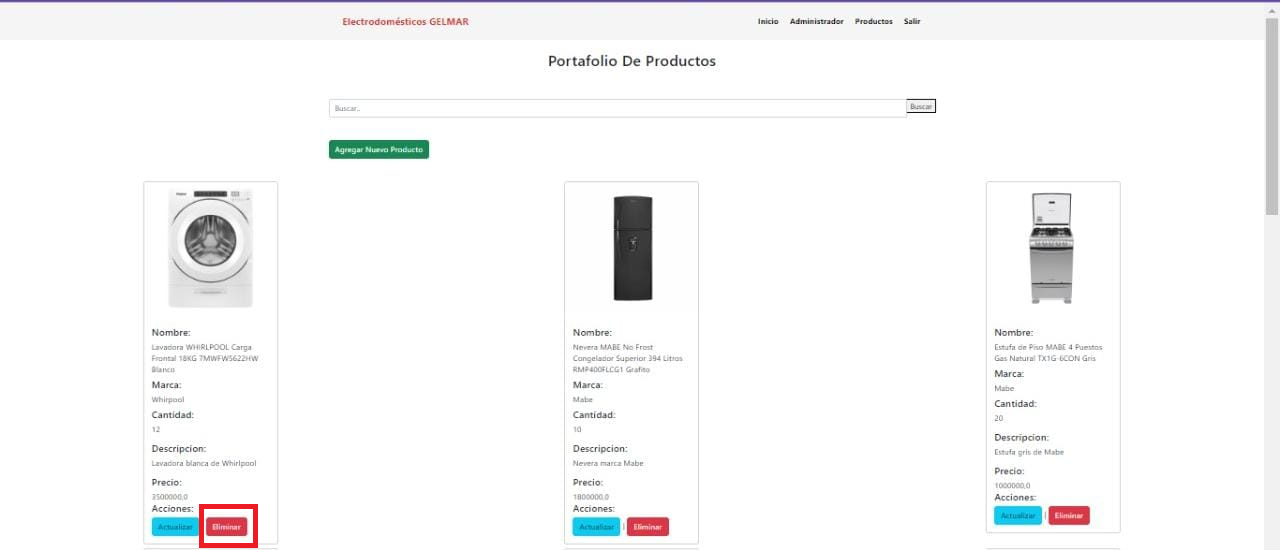 Electrodomésticos GELMAR
Inicio Administrador Productos Salir
Portafolio De Productos
Buscar..
Buscar
Agregar Nuevo Producto
Nombre:
Lavadora WHIRLPOOL Carga
Frontal 18KG 7MWFW5622HW
Blanco
Marca:
Whirpool
Cantidad:
12
Descripcion:
Lavadora blanca de Whirlpool
Precio:
3500000,0
Acciones:
Actualizar Eliminar
Nombre:
Nevera MABE No Frost
Congelador Superior 394 Litros
RMP400FLCG1 Grafito
Marca:
Mabe
Cantidad:
10
Descripcion:
Nevera marca Mabe
Precio:
1800000,0
Acciones:
Actualizar | Eliminar
Nombre:
Estufa de Piso MABE 4 Puestos
Gas Natural TX1G-6CON Gris
Marca:
Mabe
Cantidad:
20
Descripcion:
Estufa gris de Mabe
Precio:
1000000,0
Acciones:
Actualizar | Eliminar